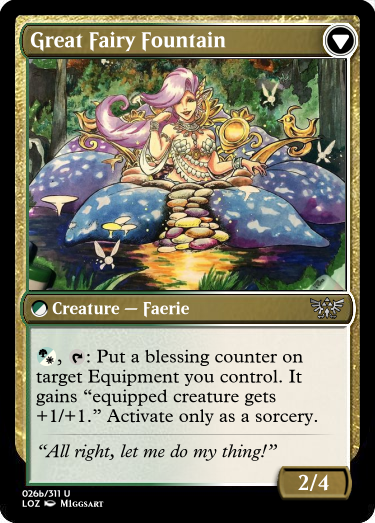 Great Fairy Fountain
Creature — Faerie
, : Put a blessing counter on
target Equipment you control. It
gains “equipped creature gets
+1/+1.” Activate only as a sorcery.
“All right, let me do my thing!”
2/4
026b/311 U
LOZ Miggsart